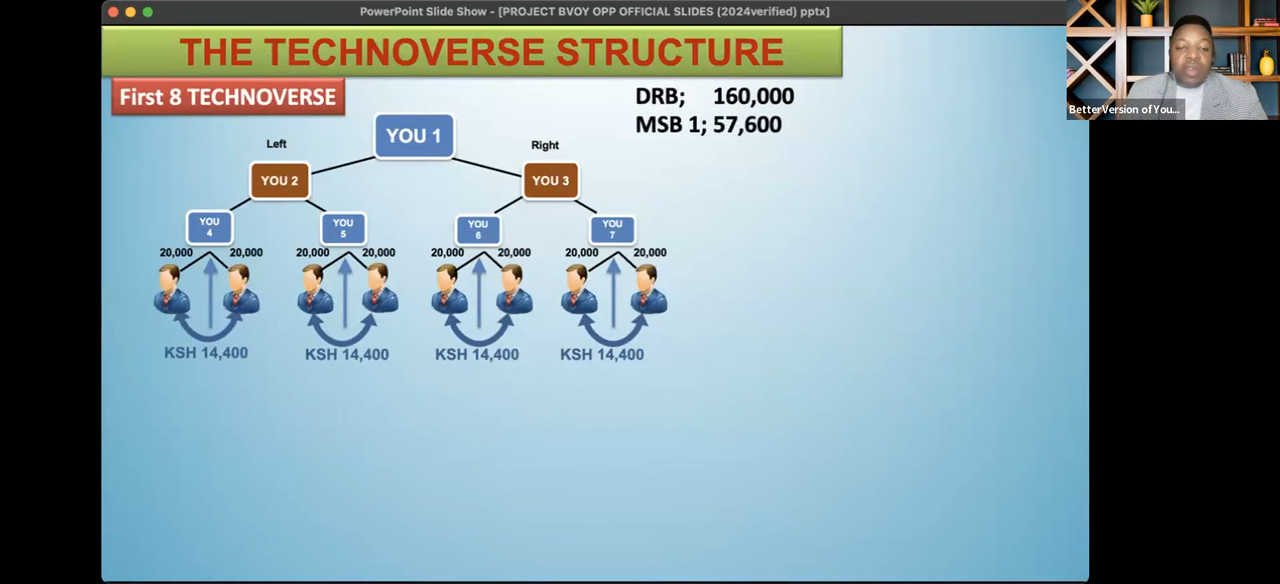 PowerPoint Slide Show - [PROJECT BVOY OPP OFFICIAL SLIDES (2024verified) pptx]
THE TECHNOVERSE STRUCTURE
First 8 TECHNOVERSE
DRB; 160,000
MSB 1; 57,600
YOU 1
Left
Right
YOU 2
YOU 3
YOU
4
YOU
5
YOU
6
YOU
7
20,000 20,000 20,000 20,000 20,000 20,000 20,000 20,000
KSH 14,400 KSH 14,400 KSH 14,400 KSH 14,400
BetterVersion ofYou...